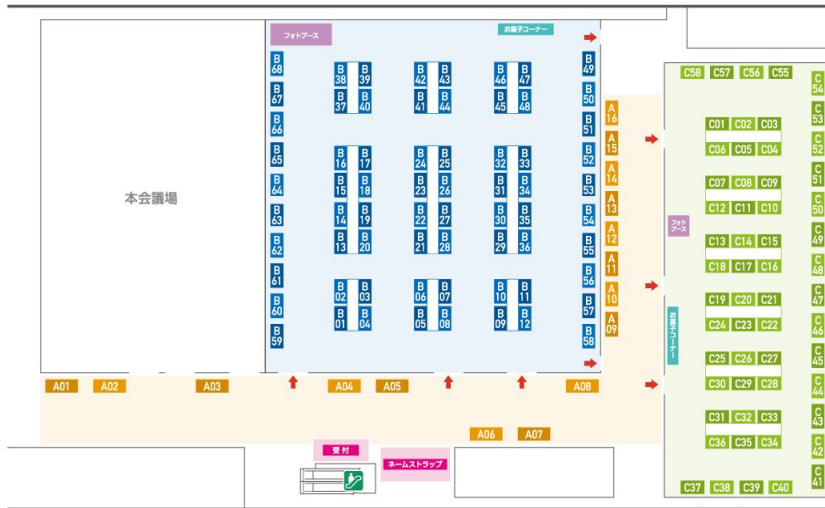 フォトブース
お菓子コーナー
本会議場
B68
B67
B66
B65
B64
B63
B62
B61
B60
B59
B38 B39
B37 B40
B42 B43
B41 B44
B46 B47
B45 B48
B16 B17
B15 B18
B14 B19
B13 B20
B24 B25
B23 B26
B22 B27
B21 B28
B32 B33
B31 B34
B30 B35
B29 B36
B02 B03
B01 B04
B06 B07
B05 B08
B10 B11
B09 B12
B49
B50
B51
B52
B53
B54
B55
B56
B57
B58
A16
A15
A14
A13
A12
A11
A10
A09
A01 A02 A03 A04 A05 A08
A06 A07
受付
ネームストラップ
C58 C57 C56 C55
C54
C53
C52
C51
C50
C49
C48
C47
C46
C45
C44
C43
C42
C41
C01 C02 C03
C06 C05 C04
C07 C08 C09
C12 C11 C10
フォト
ブース
C13 C14 C15
C18 C17 C16
お菓子コーナー
C19 C20 C21
C24 C23 C22
C25 C26 C27
C30 C29 C28
C31 C32 C33
C36 C35 C34
C37 C38 C39 C40